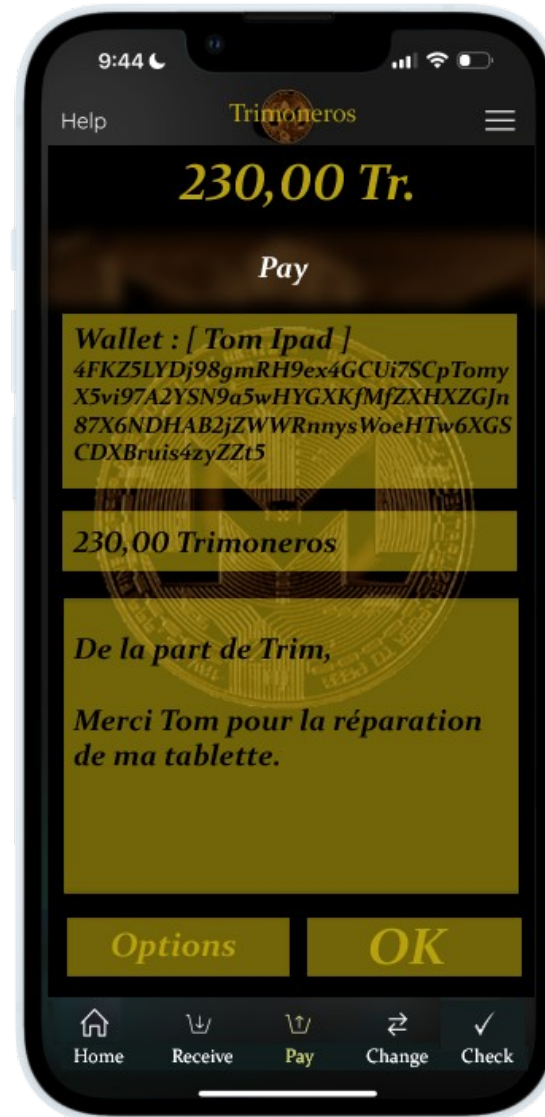 9:44
Help
Trimoneros
230,00 Tr.
Pay
Wallet : [ Tom Ipad ]
4FKZ5LYDj98gmRH9ex4GCUi7SCpTomy
X5vi97A2YSN9a5wHYGXKfMfZXHXZGJn
87X6NDHAB2jZWWRnnysWoeHTw6XGS
CDXBruis4zyZZt5
230,00 Trimoneros
De la part de Trim,
Merci Tom pour la réparation
de ma tablette.
Options
OK
Home
Receive
Pay
Change
Check